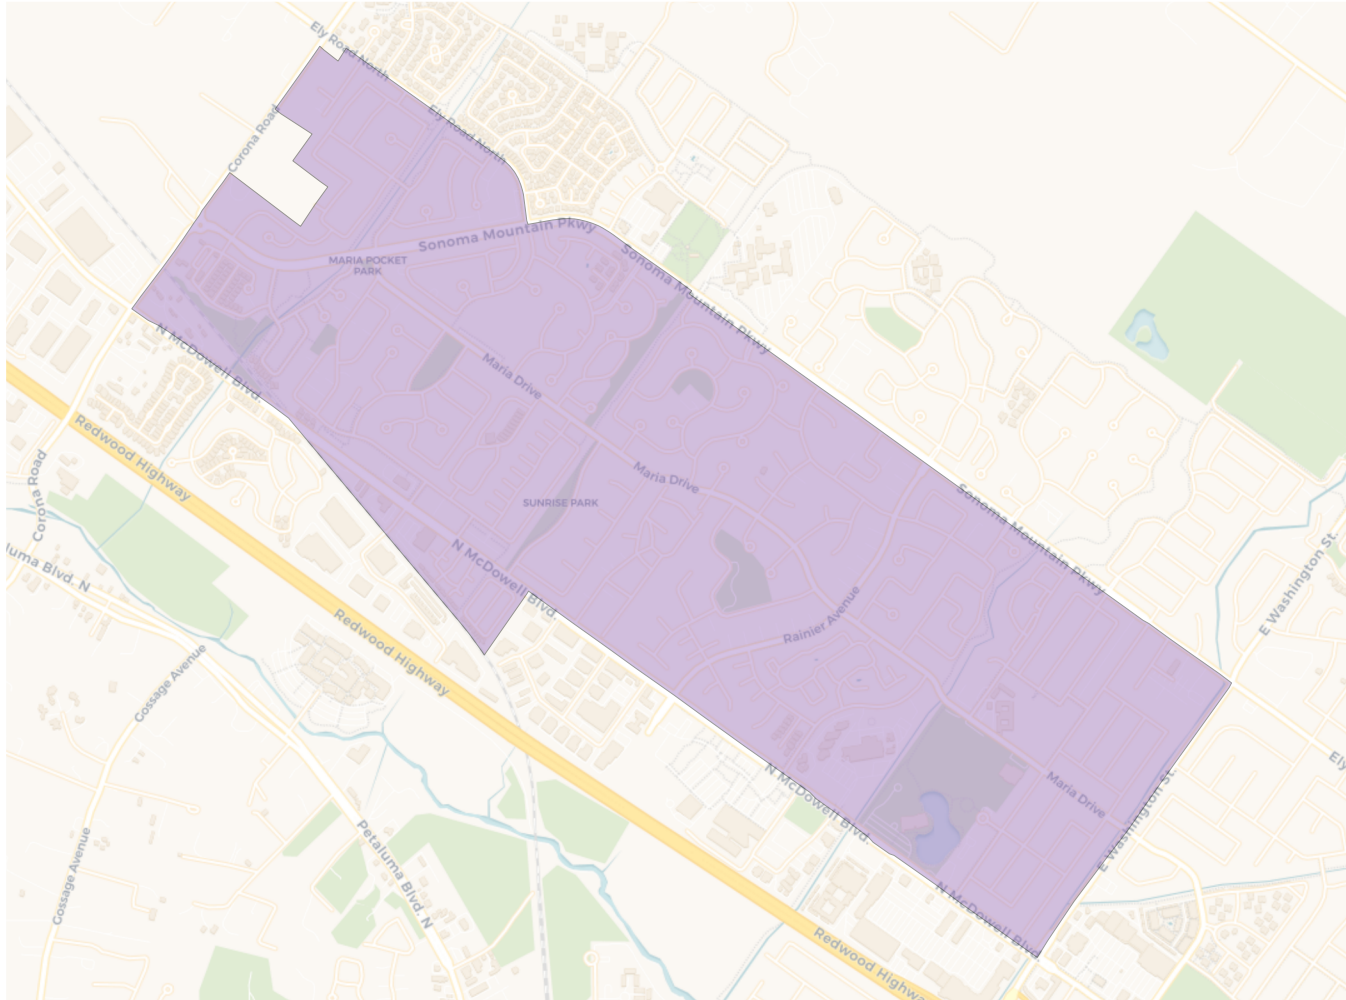 Ely Road North
Ely Road North
Corona Road
Sonoma Mountain Pkwy
Sonoma Mountain Pkwy
MARIA POCKET
PARK
N McDowell Blvd
Maria Drive
Redwood Highway
Maria Drive
Corona Road
SUNRISE PARK
Sonoma Mountain Pkwy
luma Blvd. N
N McDowell Blvd.
E Washington St.
Rainier Avenue
Redwood Highway
Gossage Avenue
Ely
Maria Drive
N McDowell Blvd.
E Washington St.
Petaluma Blvd. N
Gossage Avenue
N McDowell Blvd.
Redwood Highway